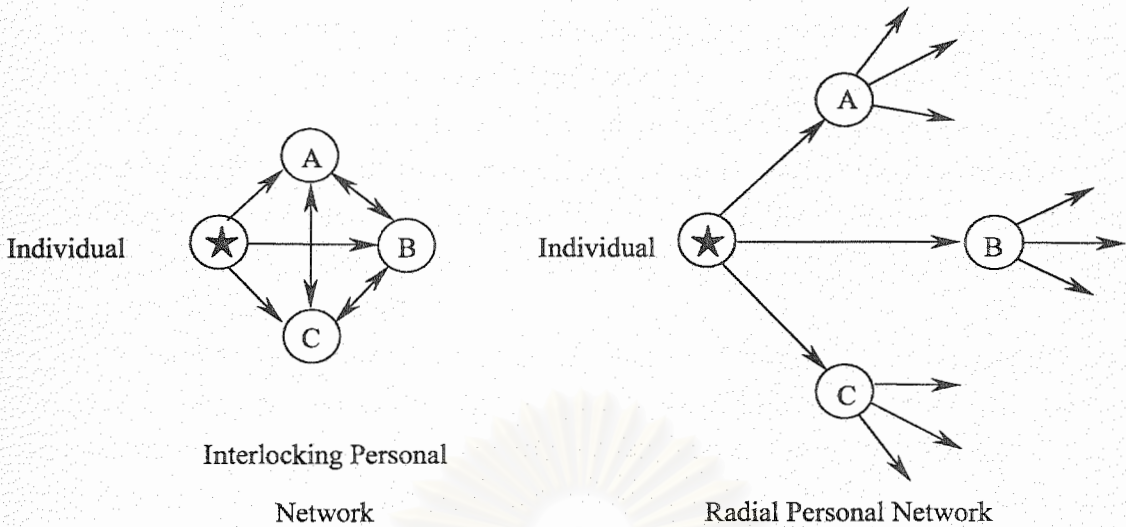 A
B
C
Individual
Interlocking Personal
Network
A
B
C
Individual
Radial Personal Network